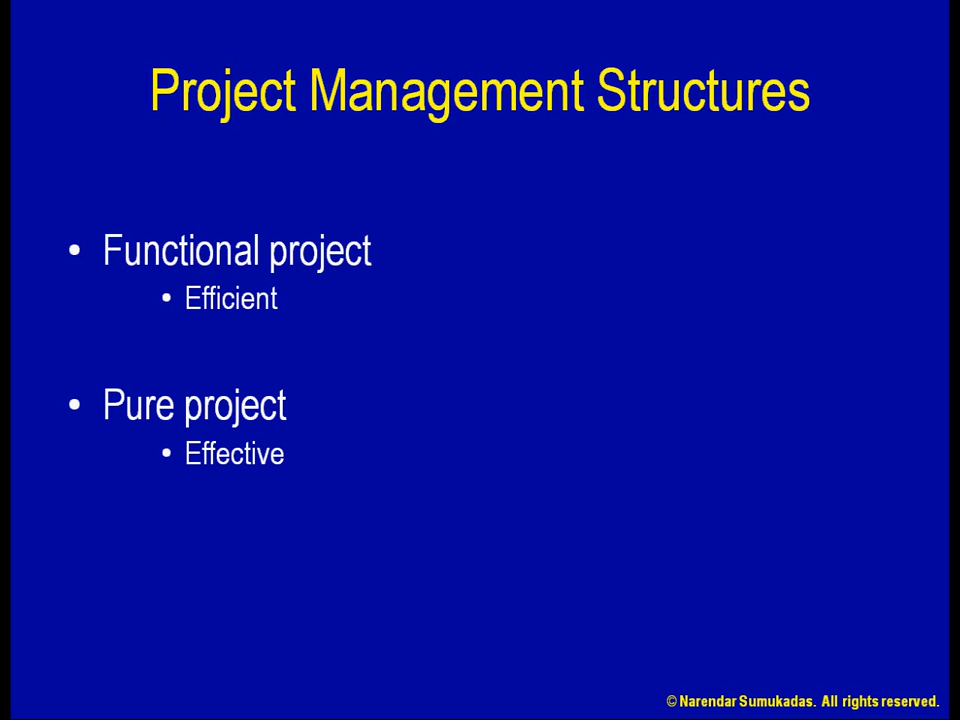 Project Management Structures
• Functional project
• Efficient
• Pure project
• Effective
© Narendar Sumukadas. All rights reserved.